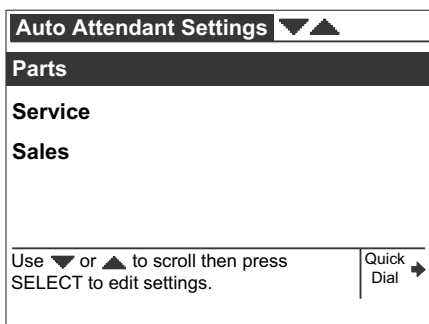 Auto Attendant Settings
Parts
Service
Sales
Use ▼ or ▲ to scroll then press
SELECT to edit settings.
Quick
Dial